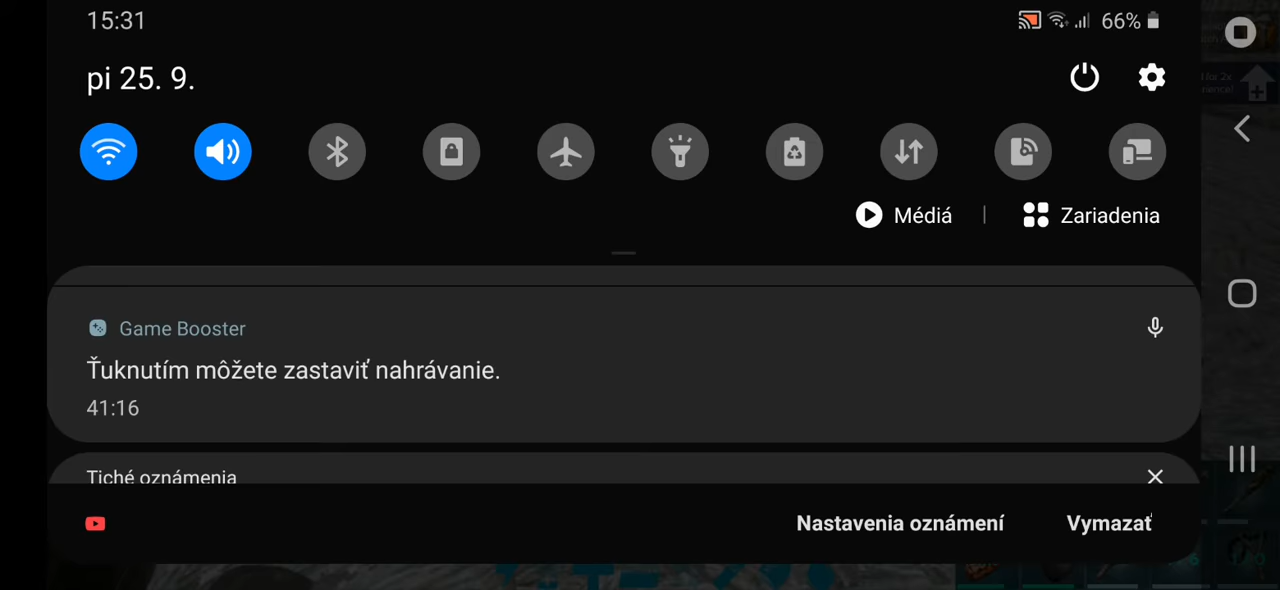 15:31
66%
pi 25. 9.
Médiá
Zariadenia
Game Booster
Ťuknutím môžete zastaviť nahrávanie.
41:16
Tiché oznámenia
Nastavenia oznámení
Vymazať